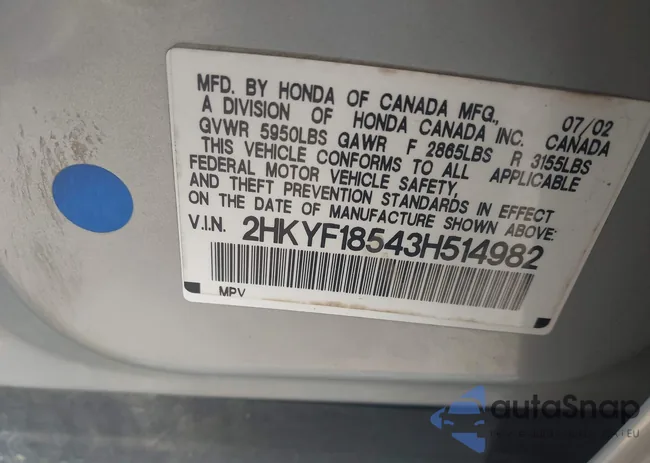 MFD. BY HONDA OF CANADA MFG., 07/02
A DIVISION OF HONDA CANADA INC. CANADA
GVWR 5950LBS GAWR F 2865LBS R 3155LBS
THIS VEHICLE CONFORMS TO ALL APPLICABLE
FEDERAL MOTOR VEHICLE SAFETY,
AND THEFT PREVENTION STANDARDS IN EFFECT
ON THE DATE OF MANUFACTURE SHOWN ABOVE.
V.I.N. 2HKYF18543H514982
MPV
autoSnap